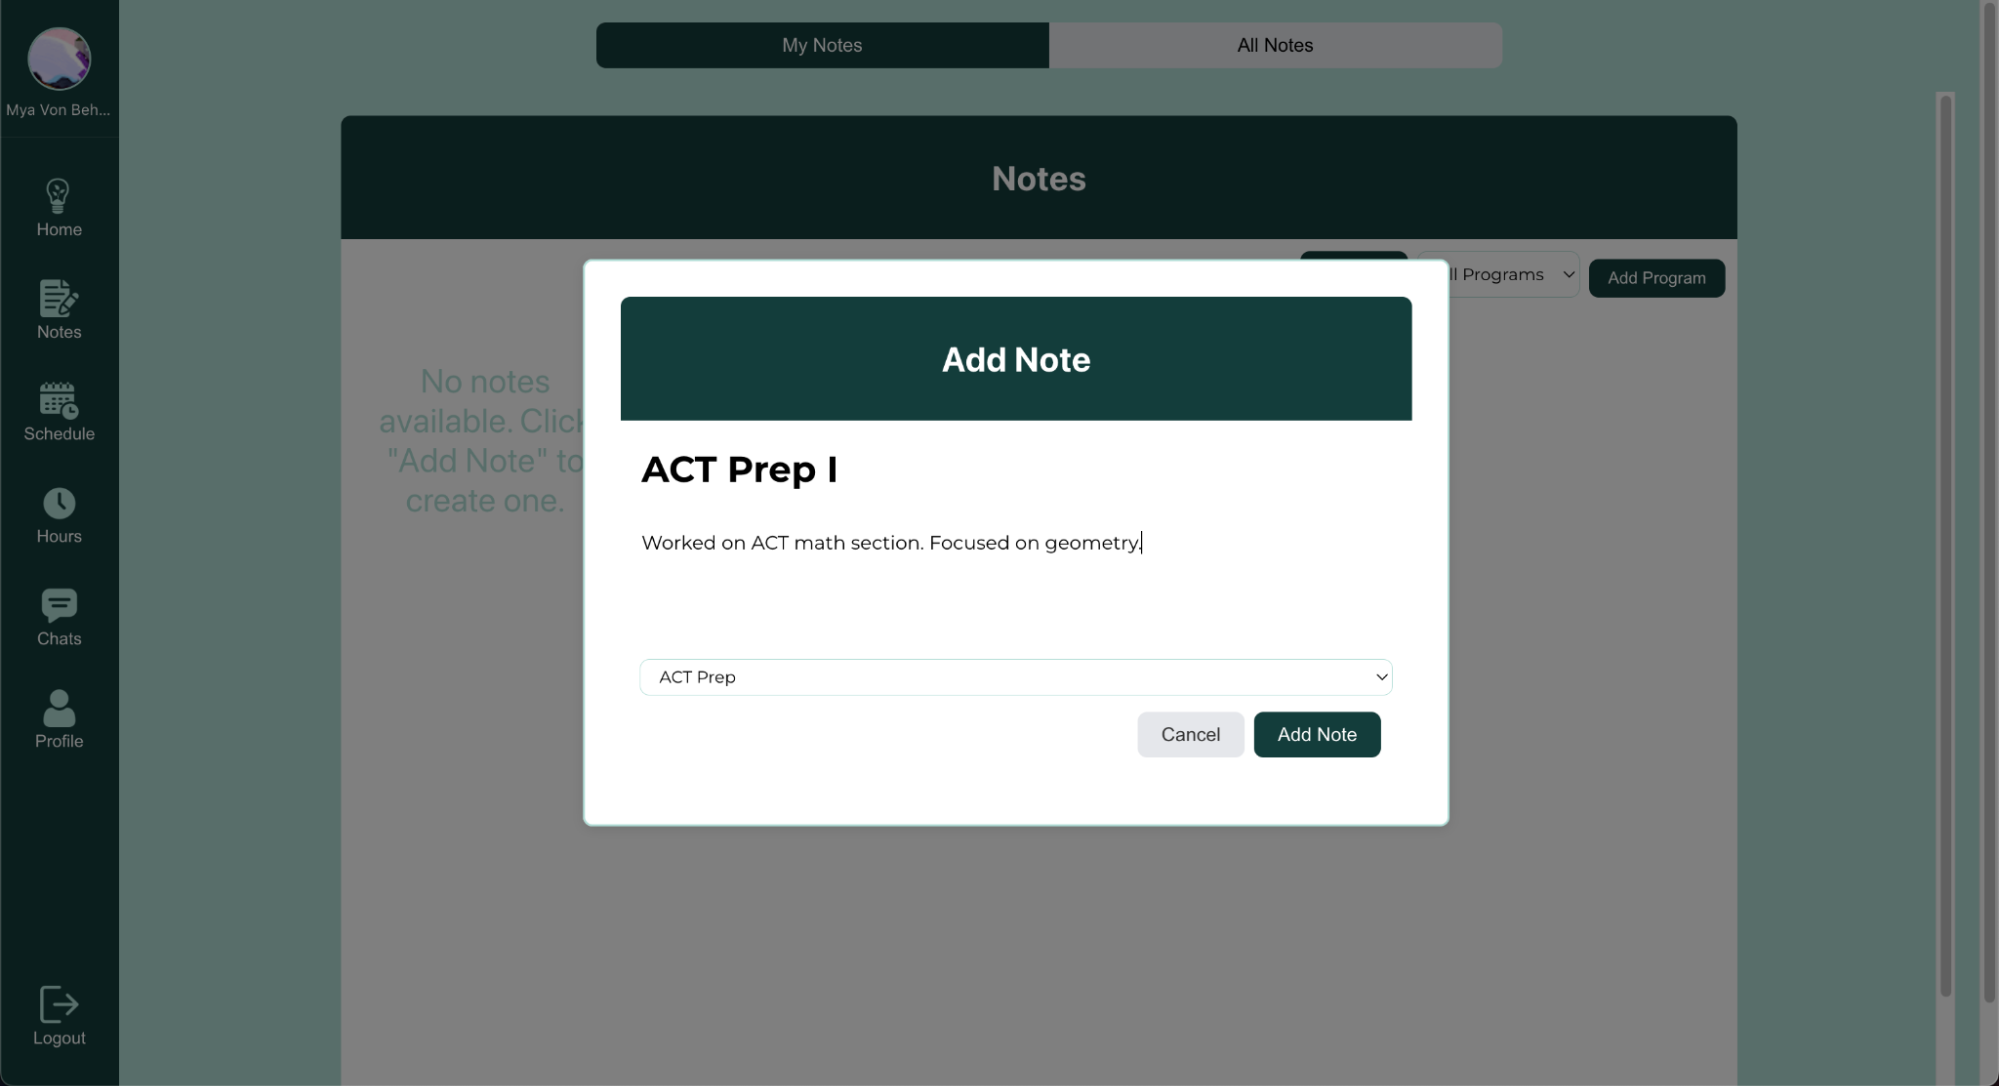 Mya Von Beh...
Home
Notes
Schedule
Hours
Chats
Profile
Logout
My Notes
All Notes
Notes
Programs
Add Program
No notes
available. Click
"Add Note" to
create one.
Add Note
ACT Prep I
Worked on ACT math section. Focused on geometry.
ACT Prep
Cancel
Add Note